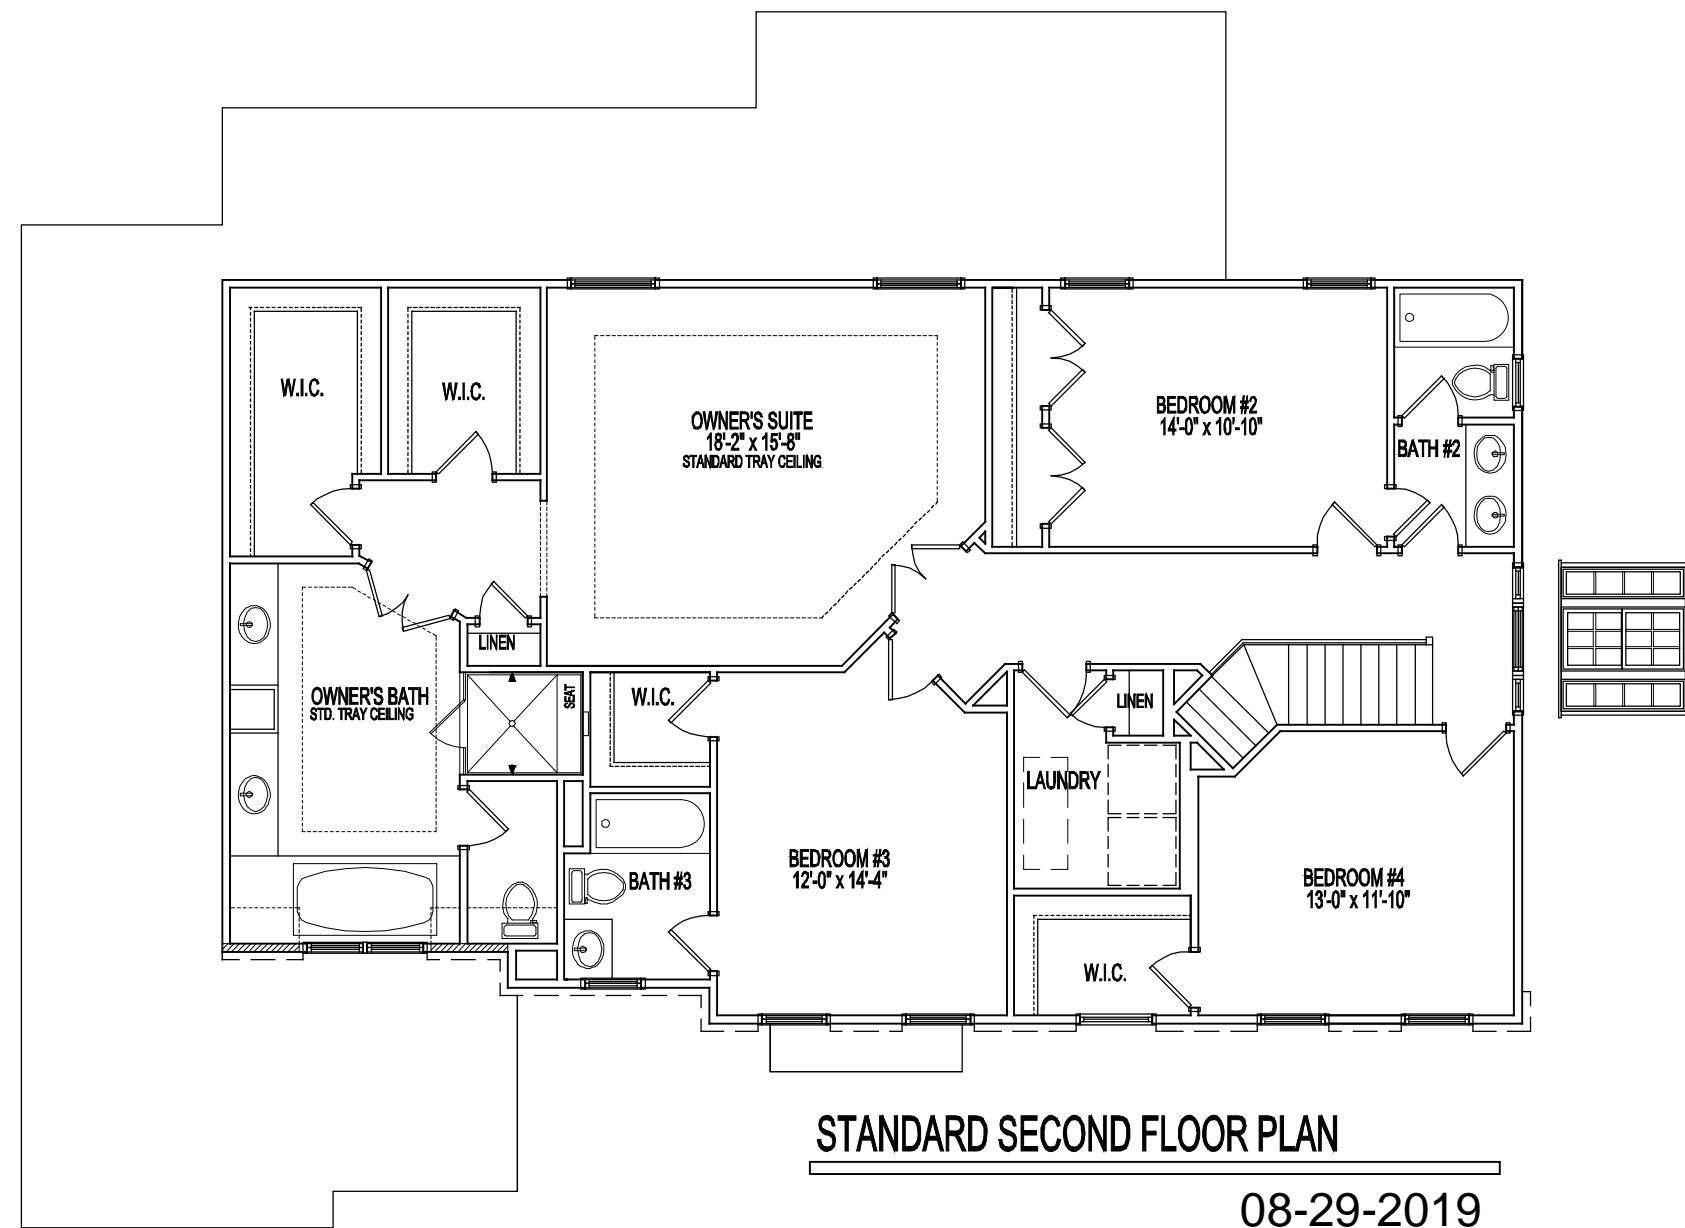 W.I.C.
W.I.C.
OWNER'S SUITE
18'-2" x 15'-8"
STANDARD TRAY CEILING
BEDROOM #2
14'-0" x 10'-10"
BATH #2
LINEN
OWNER'S BATH
STD. TRAY CEILING
SEAT
W.I.C.
LINEN
LAUNDRY
BEDROOM #3
12'-0" x 14'-4"
BATH #3
BEDROOM #4
13'-0" x 11'-10"
W.I.C.
STANDARD SECOND FLOOR PLAN
08-29-2019